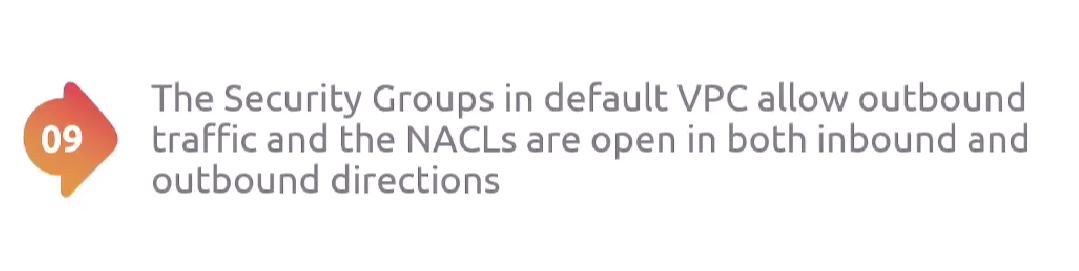 09
The Security Groups in default VPC allow outbound
traffic and the NACLs are open in both inbound and
outbound directions